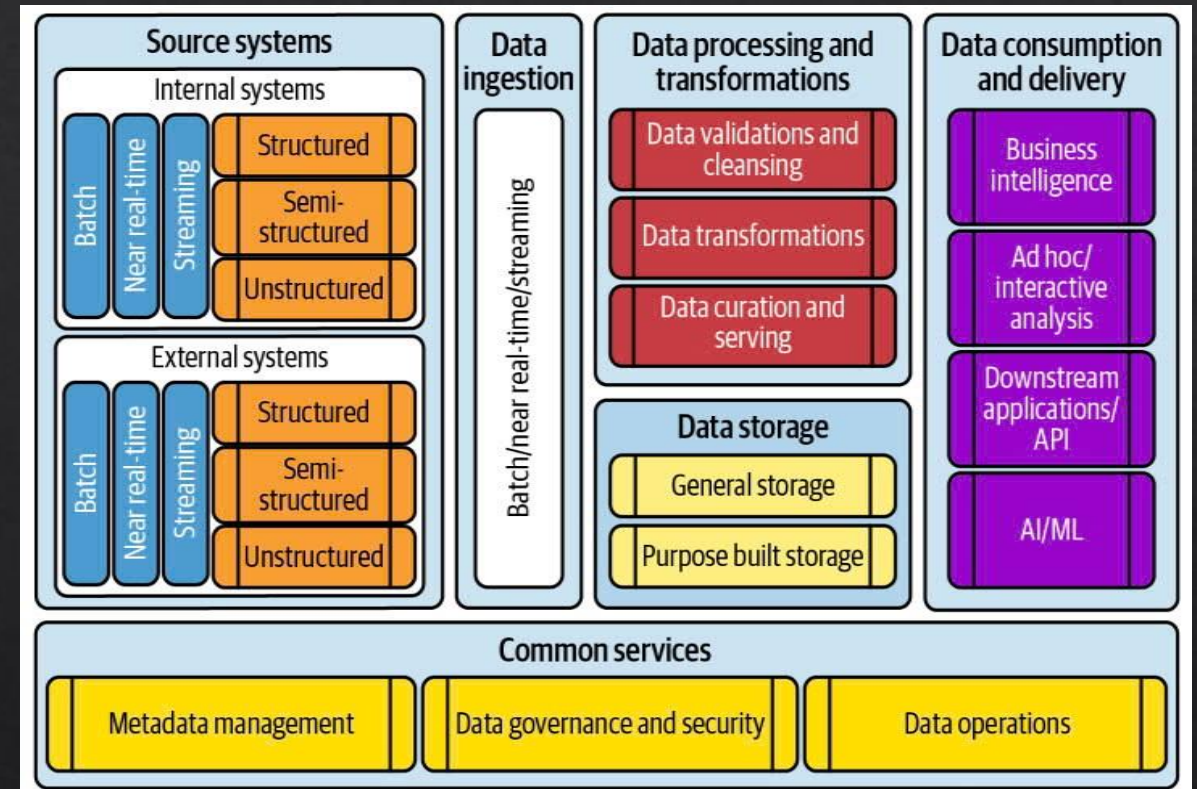 Source systems
Internal systems
Batch
Near real-time
Streaming
Structured
Semi-
structured
Unstructured
External systems
Batch
Near real-time
Streaming
Structured
Semi-
structured
Unstructured
Data
ingestion
Batch/near real-time/streaming
Data processing and
transformations
Data validations and
cleansing
Data transformations
Data curation and
serving
Data storage
General storage
Purpose built storage
Data consumption
and delivery
Business
intelligence
Ad hoc/
interactive
analysis
Downstream
applications/
API
AI/ML
Common services
Metadata management
Data governance and security
Data operations